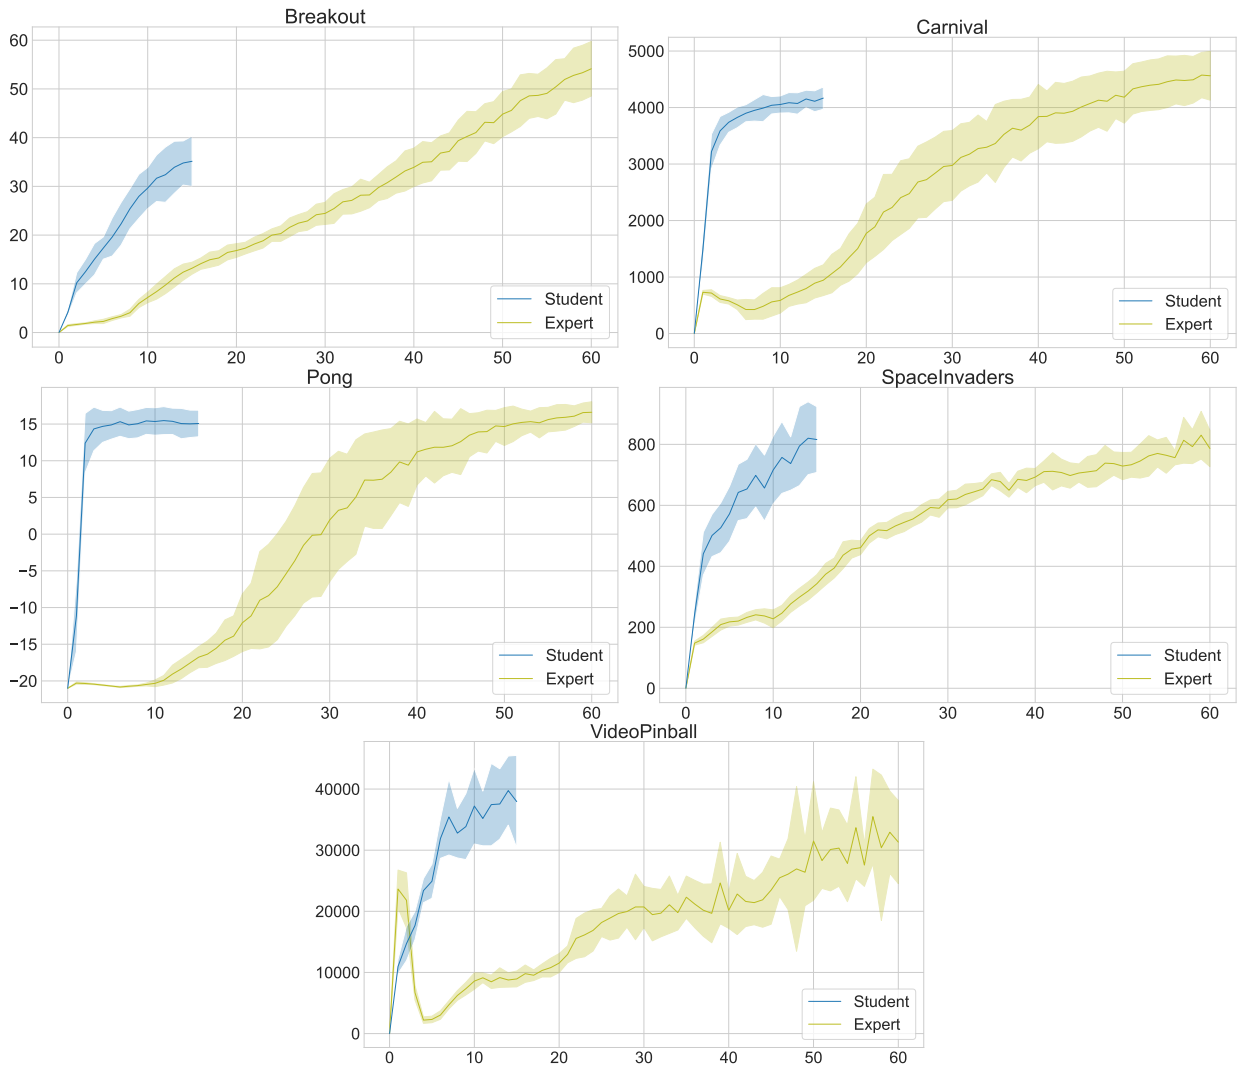 Breakout
60
50
40
30
20
10
0
0 10 20 30 40 50 60
Student
Expert
Carnival
5000
4000
3000
2000
1000
0
0 10 20 30 40 50 60
Student
Expert
Pong
15
10
5
0
−5
−10
−15
−20
0 10 20 30 40 50 60
Student
Expert
SpaceInvaders
800
600
400
200
0
0 10 20 30 40 50 60
Student
Expert
VideoPinball
40000
30000
20000
10000
0
0 10 20 30 40 50 60
Student
Expert